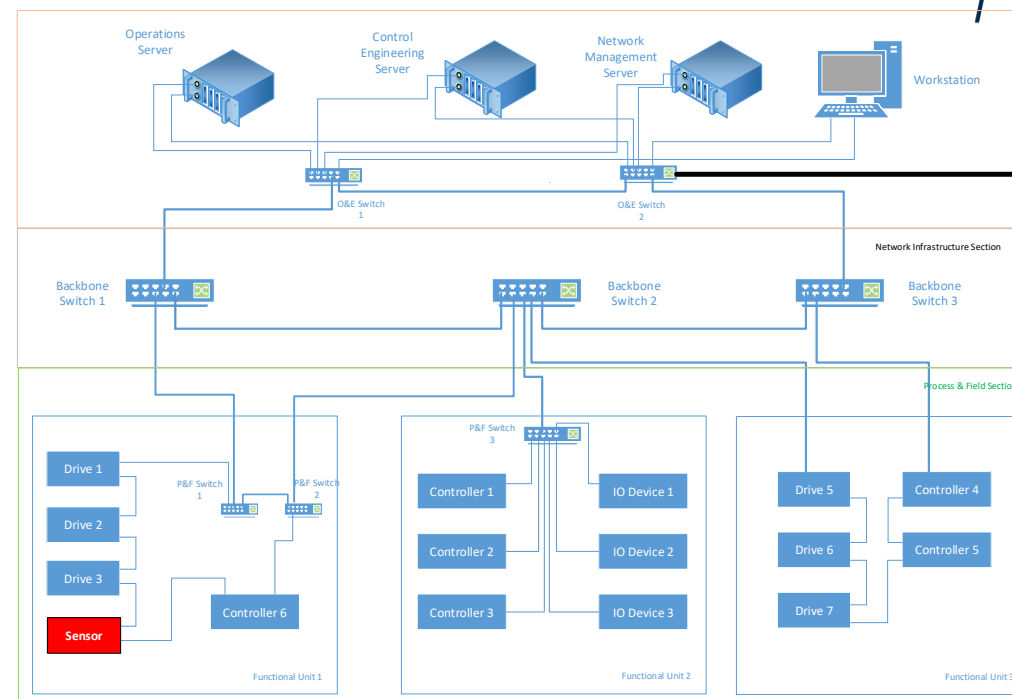 Operations
Server
Control
Engineering
Server
Network
Management
Server
Workstation
O&E Switch
1
O&E Switch
2
Network Infrastructure Section
Backbone
Switch 1
Backbone
Switch 2
Backbone
Switch 3
Process & Field Sectio
P&F Switch
3
Drive 1
P&F Switch
1
P&F Switch
2
Controller 1
IO Device 1
Drive 5
Controller 4
Drive 2
Controller 2
IO Device 2
Drive 6
Controller 5
Drive 3
Controller 6
Controller 3
IO Device 3
Drive 7
Sensor
Functional Unit 1
Functional Unit 2
Functional Unit 3